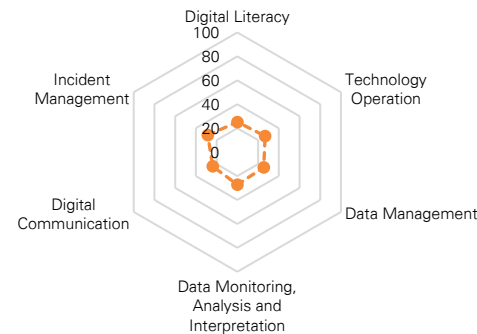 Digital Literacy
100
80
60
40
20
0
Technology
Operation
Data Management
Data Monitoring,
Analysis and
Interpretation
Digital
Communication
Incident
Management